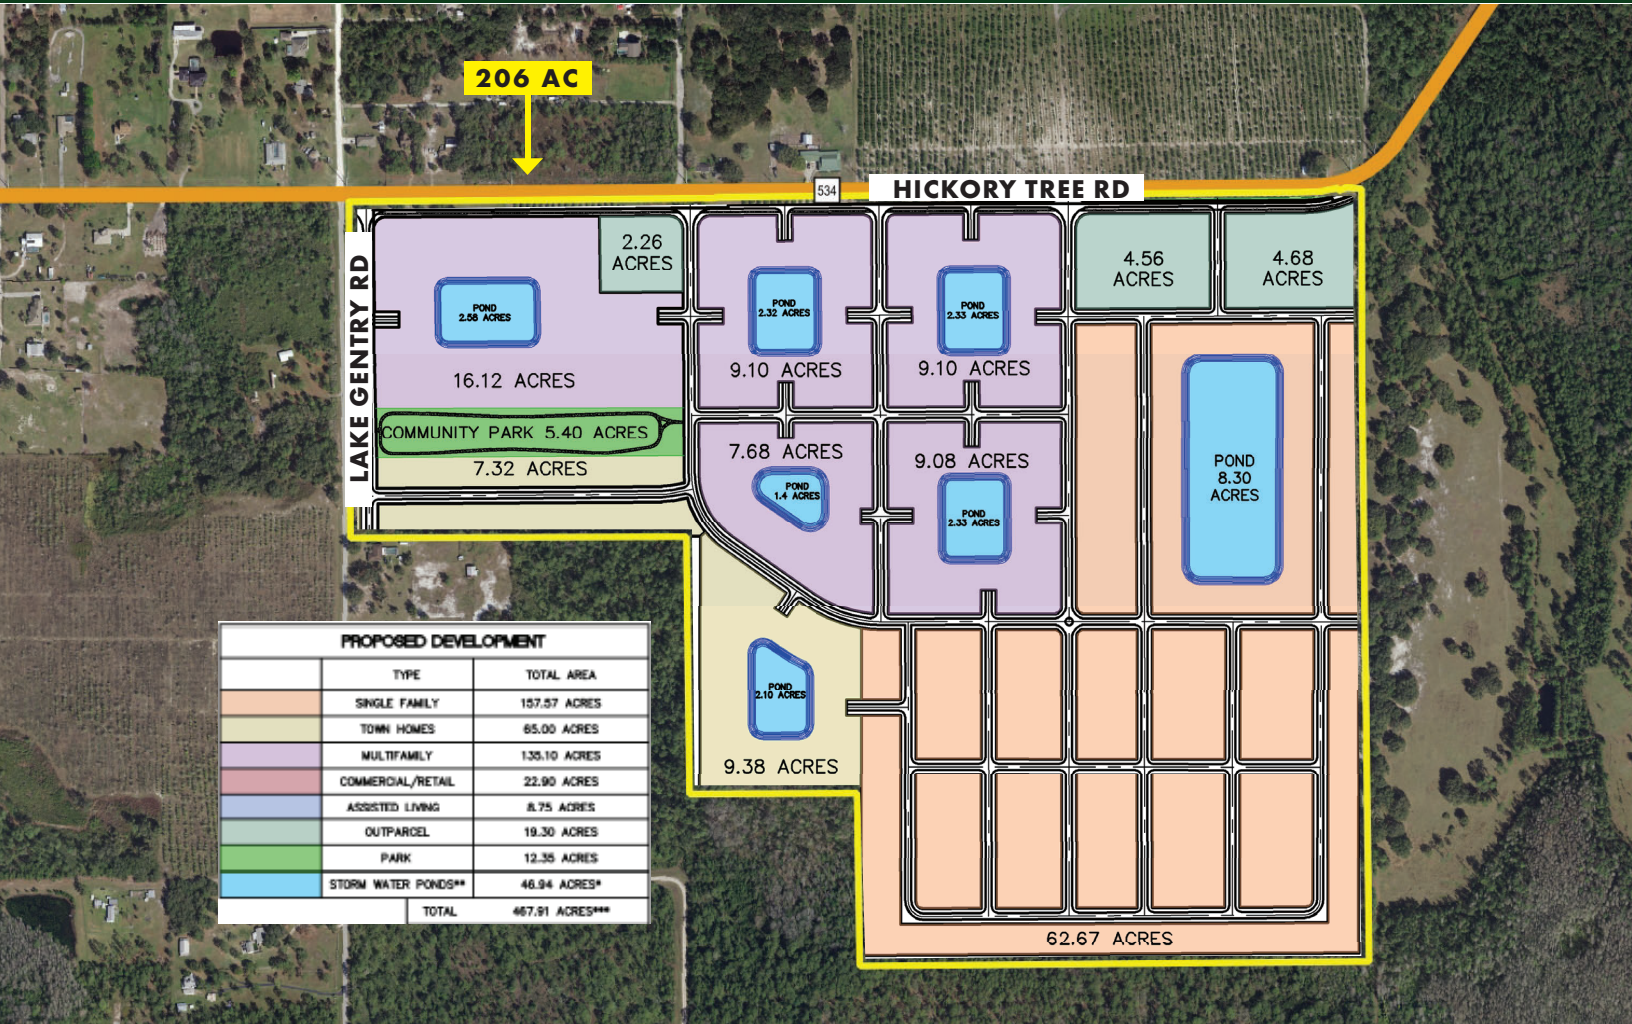 206 AC
534
HICKORY TREE RD
LAKE GENTRY RD
2.26
ACRES
4.56
ACRES
4.68
ACRES
POND
2.58 ACRES
POND
2.32 ACRES
POND
2.33 ACRES
16.12 ACRES
9.10 ACRES
9.10 ACRES
COMMUNITY PARK 5.40 ACRES
7.32 ACRES
7.68 ACRES
9.08 ACRES
POND
8.30
ACRES
POND
1.4 ACRES
POND
2.33 ACRES
POND
2.10 ACRES
9.38 ACRES
62.67 ACRES
PROPOSED DEVELOPMENT
TYPE TOTAL AREA
SINGLE FAMILY 157.57 ACRES
TOWN HOMES 65.00 ACRES
MULTIFAMILY 135.10 ACRES
COMMERCIAL/RETAIL 22.90 ACRES
ASSISTED LIVING 8.75 ACRES
OUTPARCEL 19.30 ACRES
PARK 12.35 ACRES
STORM WATER PONDS** 46.94 ACRES*
TOTAL 467.91 ACRES***